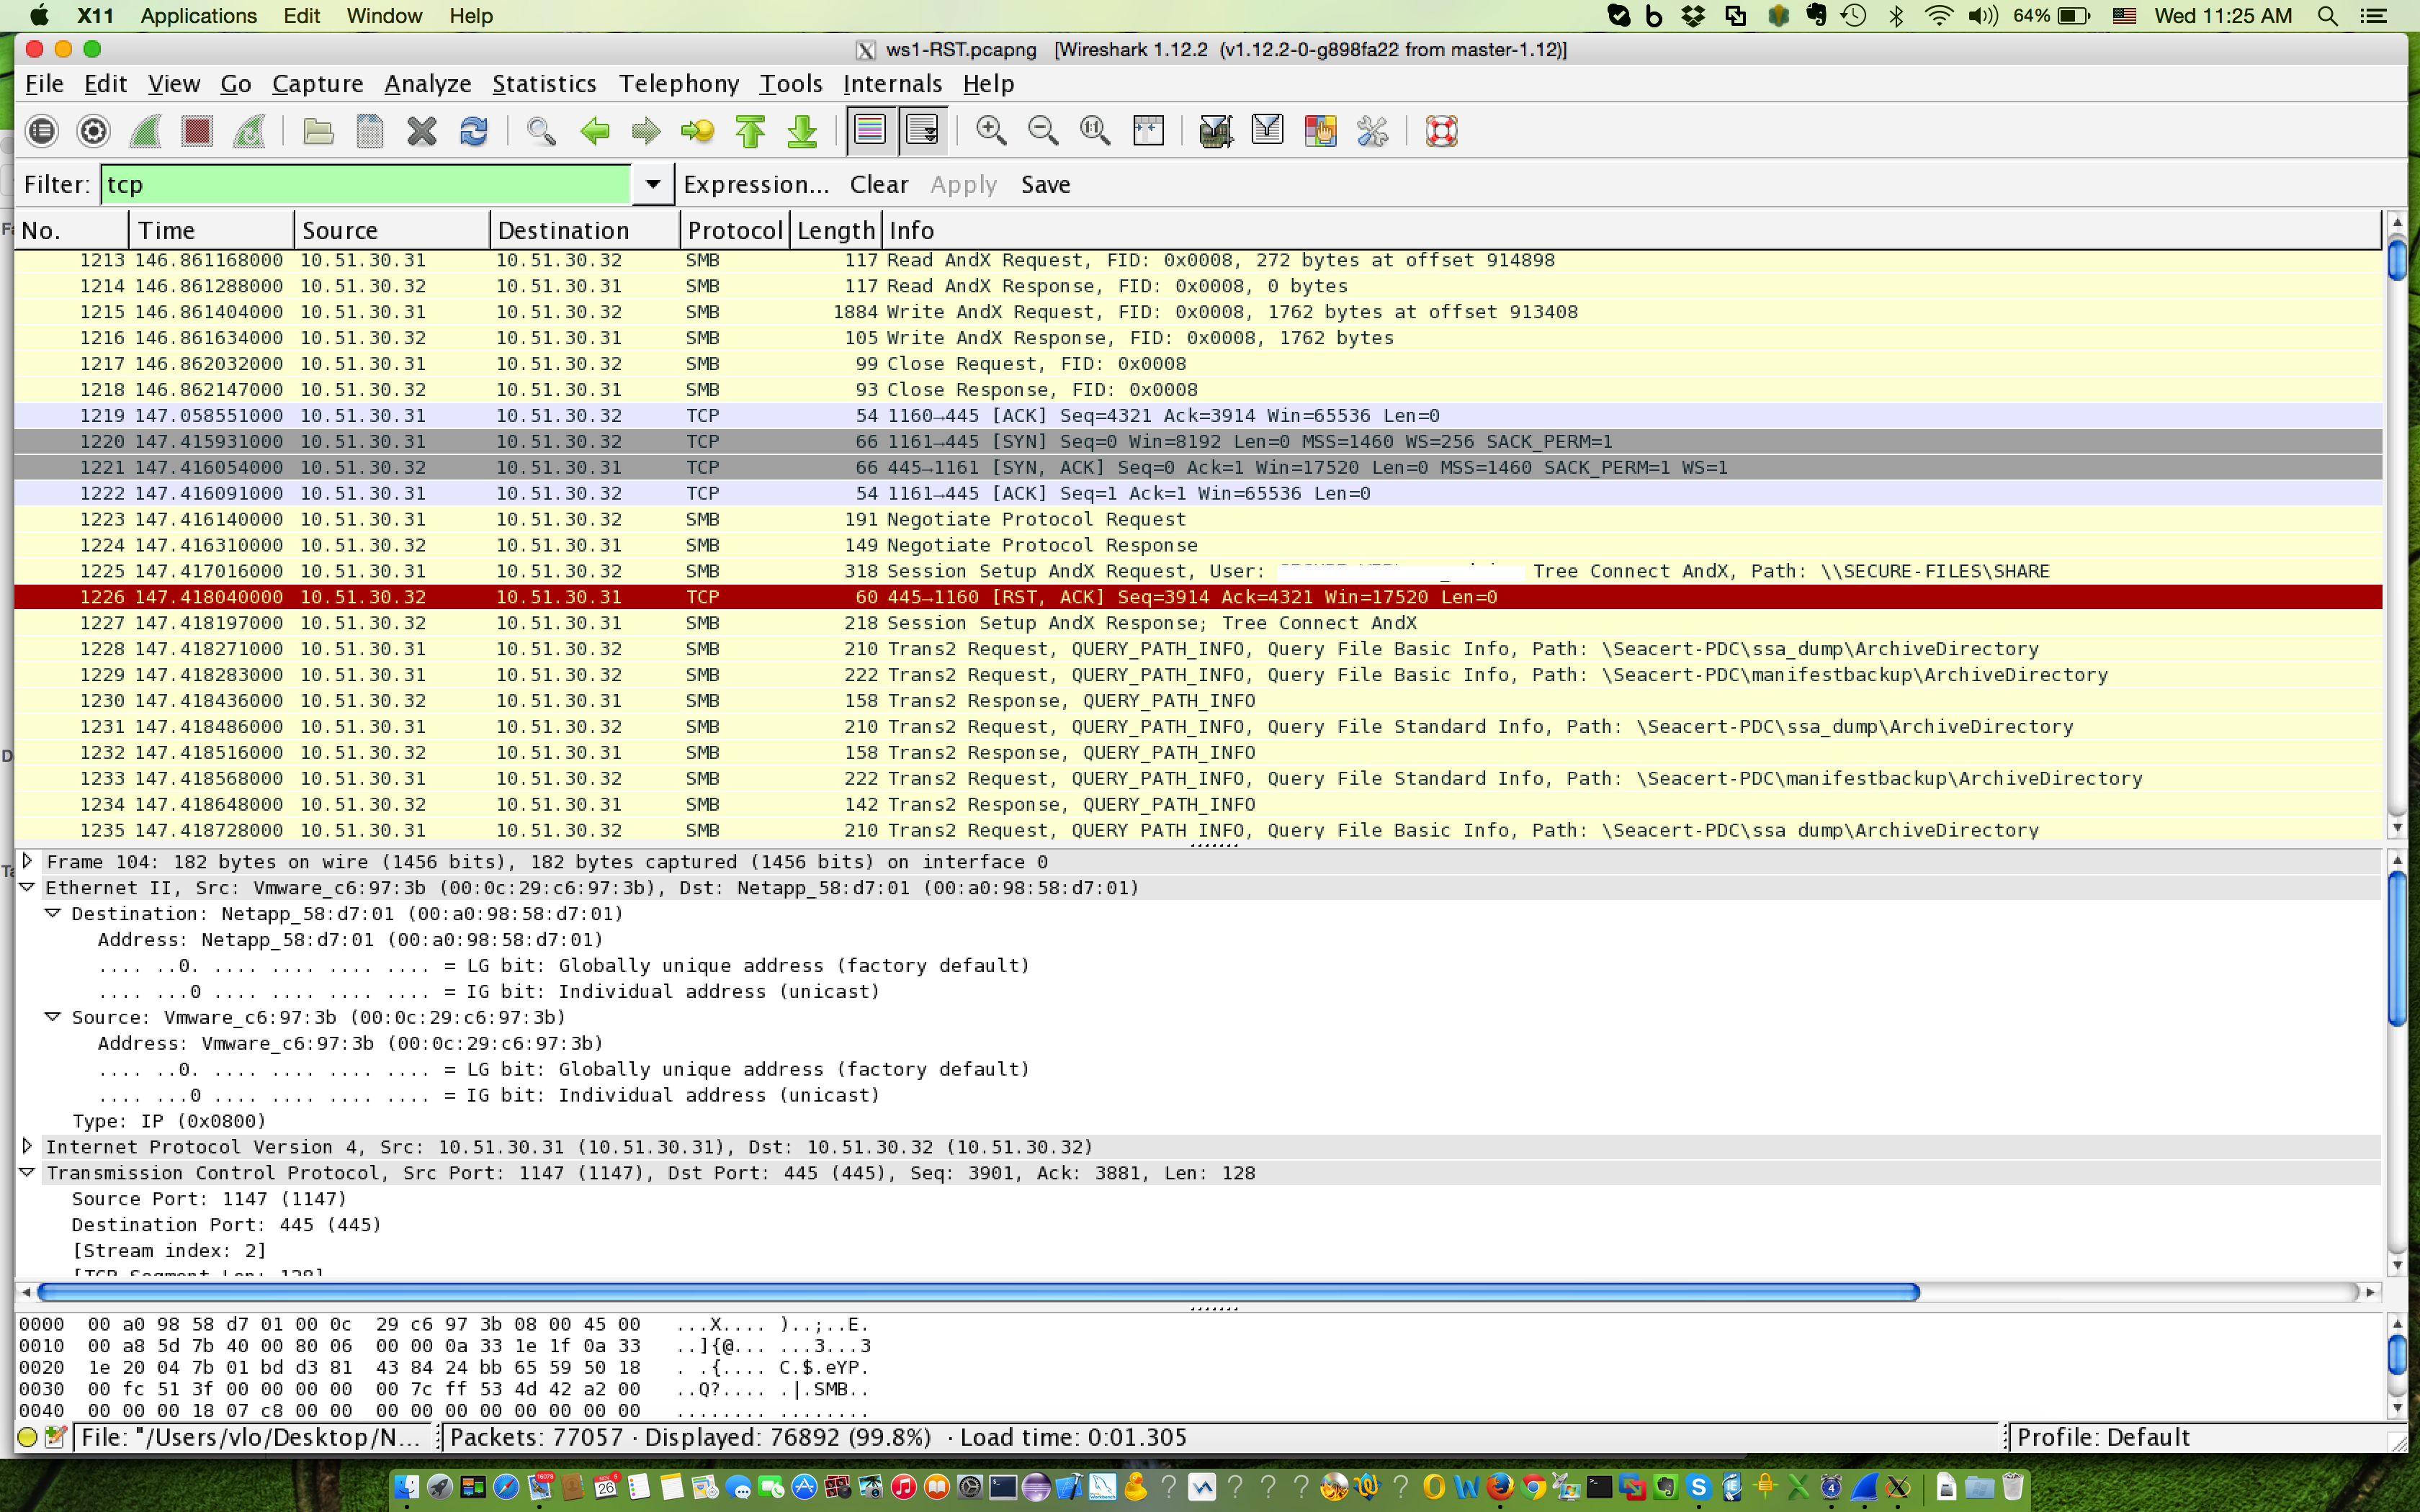 X11 Applications Edit Window Help 64% Wed 11:25 AM
ws1-RST.pcapng [Wireshark 1.12.2 (v1.12.2-0-g898fa22 from master-1.12)]
File Edit View Go Capture Analyze Statistics Telephony Tools Internals Help
Filter: tcp Expression... Clear Apply Save
No. Time Source Destination Protocol Length Info
1213 146.861168000 10.51.30.31 10.51.30.32 SMB 117 Read AndX Request, FID: 0x0008, 272 bytes at offset 914898
1214 146.861288000 10.51.30.32 10.51.30.31 SMB 117 Read AndX Response, FID: 0x0008, 0 bytes
1215 146.861404000 10.51.30.31 10.51.30.32 SMB 1884 Write AndX Request, FID: 0x0008, 1762 bytes at offset 913408
1216 146.861634000 10.51.30.32 10.51.30.31 SMB 105 Write AndX Response, FID: 0x0008, 1762 bytes
1217 146.862032000 10.51.30.31 10.51.30.32 SMB 99 Close Request, FID: 0x0008
1218 146.862147000 10.51.30.32 10.51.30.31 SMB 93 Close Response, FID: 0x0008
1219 147.058551000 10.51.30.31 10.51.30.32 TCP 54 1160→445 [ACK] Seq=4321 Ack=3914 Win=65536 Len=0
1220 147.415931000 10.51.30.31 10.51.30.32 TCP 66 1161→445 [SYN] Seq=0 Win=8192 Len=0 MSS=1460 WS=256 SACK_PERM=1
1221 147.416054000 10.51.30.32 10.51.30.31 TCP 66 445→1161 [SYN, ACK] Seq=0 Ack=1 Win=17520 Len=0 MSS=1460 SACK_PERM=1 WS=1
1222 147.416091000 10.51.30.31 10.51.30.32 TCP 54 1161→445 [ACK] Seq=1 Ack=1 Win=65536 Len=0
1223 147.416140000 10.51.30.31 10.51.30.32 SMB 191 Negotiate Protocol Request
1224 147.416310000 10.51.30.32 10.51.30.31 SMB 149 Negotiate Protocol Response
1225 147.417016000 10.51.30.31 10.51.30.32 SMB 318 Session Setup AndX Request, User: Tree Connect AndX, Path: \\SECURE-FILES\SHARE
1226 147.418040000 10.51.30.32 10.51.30.31 TCP 60 445→1160 [RST, ACK] Seq=3914 Ack=4321 Win=17520 Len=0
1227 147.418197000 10.51.30.32 10.51.30.31 SMB 218 Session Setup AndX Response; Tree Connect AndX
1228 147.418271000 10.51.30.31 10.51.30.32 SMB 210 Trans2 Request, QUERY_PATH_INFO, Query File Basic Info, Path: \Seacert-PDC\ssa_dump\ArchiveDirectory
1229 147.418283000 10.51.30.31 10.51.30.32 SMB 222 Trans2 Request, QUERY_PATH_INFO, Query File Basic Info, Path: \Seacert-PDC\manifestbackup\ArchiveDirectory
1230 147.418436000 10.51.30.32 10.51.30.31 SMB 158 Trans2 Response, QUERY_PATH_INFO
1231 147.418486000 10.51.30.31 10.51.30.32 SMB 210 Trans2 Request, QUERY_PATH_INFO, Query File Standard Info, Path: \Seacert-PDC\ssa_dump\ArchiveDirectory
1232 147.418516000 10.51.30.32 10.51.30.31 SMB 158 Trans2 Response, QUERY_PATH_INFO
1233 147.418568000 10.51.30.31 10.51.30.32 SMB 222 Trans2 Request, QUERY_PATH_INFO, Query File Standard Info, Path: \Seacert-PDC\manifestbackup\ArchiveDirectory
1234 147.418648000 10.51.30.32 10.51.30.31 SMB 142 Trans2 Response, QUERY_PATH_INFO
1235 147.418728000 10.51.30.31 10.51.30.32 SMB 210 Trans2 Request, QUERY_PATH_INFO, Query File Basic Info, Path: \Seacert-PDC\ssa_dump\ArchiveDirectory
Frame 104: 182 bytes on wire (1456 bits), 182 bytes captured (1456 bits) on interface 0
Ethernet II, Src: Vmware_c6:97:3b (00:0c:29:c6:97:3b), Dst: Netapp_58:d7:01 (00:a0:98:58:d7:01)
Destination: Netapp_58:d7:01 (00:a0:98:58:d7:01)
Address: Netapp_58:d7:01 (00:a0:98:58:d7:01)
.... ..0. .... .... .... .... = LG bit: Globally unique address (factory default)
.... ...0 .... .... .... .... = IG bit: Individual address (unicast)
Source: Vmware_c6:97:3b (00:0c:29:c6:97:3b)
Address: Vmware_c6:97:3b (00:0c:29:c6:97:3b)
.... ..0. .... .... .... .... = LG bit: Globally unique address (factory default)
.... ...0 .... .... .... .... = IG bit: Individual address (unicast)
Type: IP (0x0800)
Internet Protocol Version 4, Src: 10.51.30.31 (10.51.30.31), Dst: 10.51.30.32 (10.51.30.32)
Transmission Control Protocol, Src Port: 1147 (1147), Dst Port: 445 (445), Seq: 3901, Ack: 3881, Len: 128
Source Port: 1147 (1147)
Destination Port: 445 (445)
[Stream index: 2]
[TCP Segment Len: 128]
0000 00 a0 98 58 d7 01 00 0c 29 c6 97 3b 08 00 45 00 ...X.... )..;..E.
0010 00 a8 5d 7b 40 00 80 06 00 00 0a 33 1e 1f 0a 33 ..]{@... ...3...3
0020 1e 20 04 7b 01 bd d3 81 43 84 24 bb 65 59 50 18 . .{.... C.$.eYP.
0030 00 fc 51 3f 00 00 00 00 00 7c ff 53 4d 42 a2 00 ..Q?.... .|.SMB..
0040 00 00 00 18 07 c8 00 00 00 00 00 00 00 00 00 00 ........ ........
File: "/Users/vlo/Desktop/N... Packets: 77057 · Displayed: 76892 (99.8%) · Load time: 0:01.305 Profile: Default